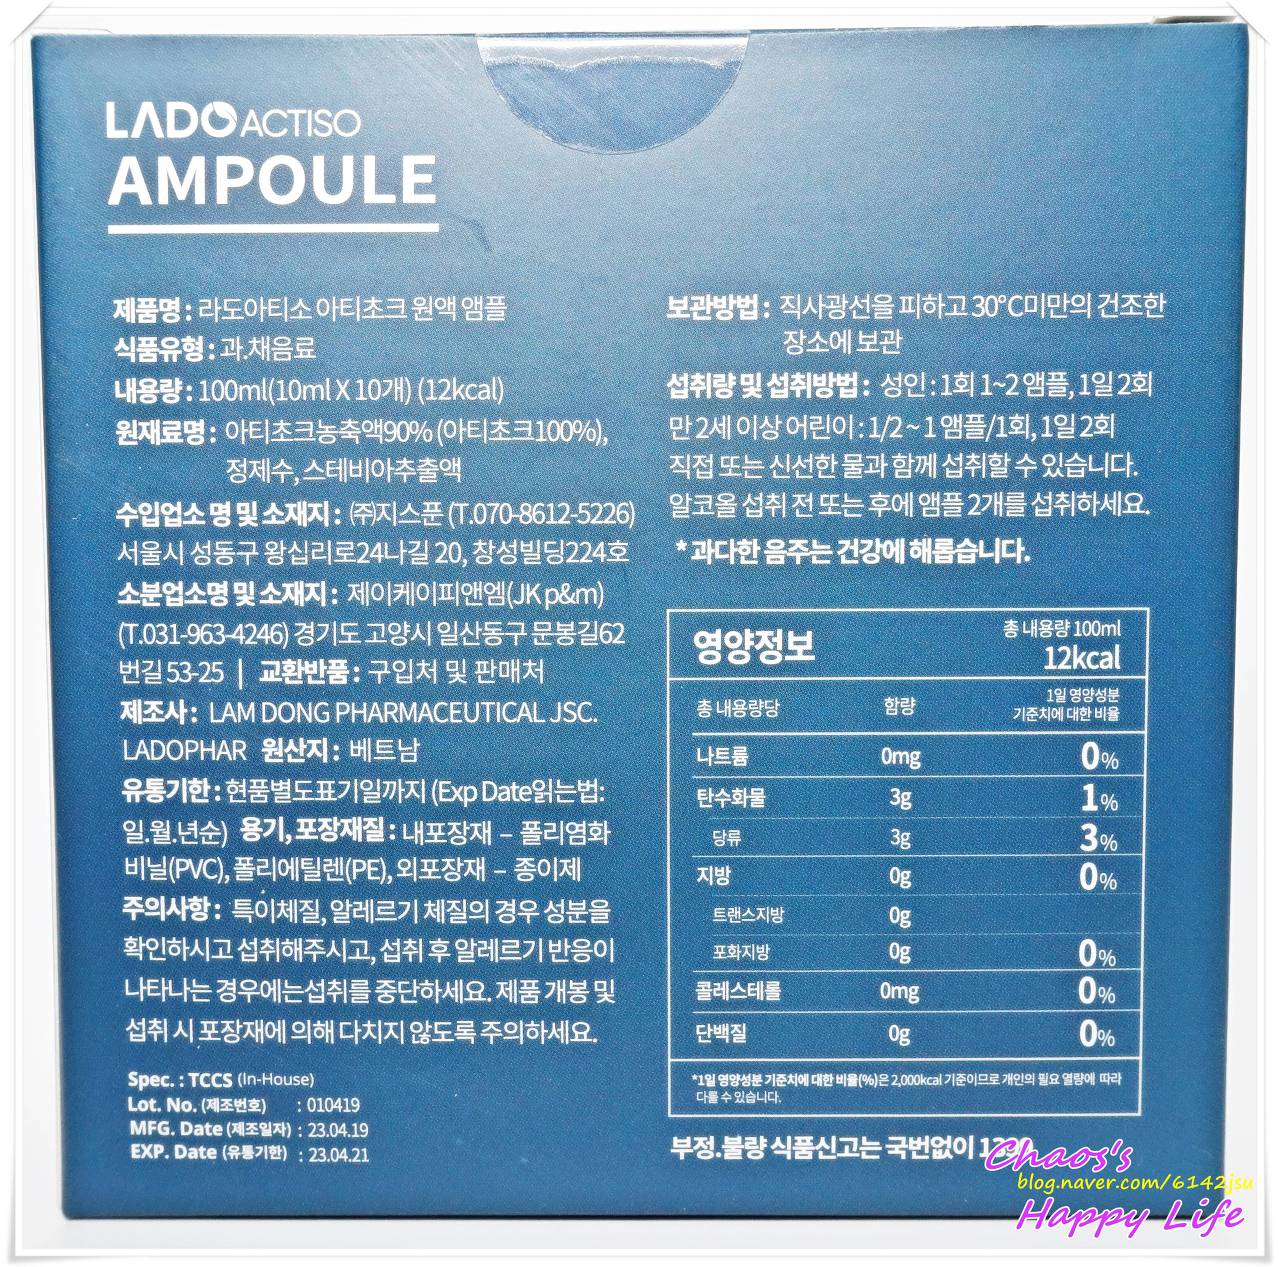 LADO ACTISO
AMPOULE
제품명 : 라도아티소 아티초크 원액 앰플
식품유형 : 과.채음료
내용량 : 100ml(10ml X 10개) (12kcal)
원재료명 : 아티초크농축액90% (아티초크100%),
정제수, 스테비아추출액
수입업소 명 및 소재지 : ㈜지스푼 (T.070-8612-5226)
서울시 성동구 왕십리로24나길 20, 창성빌딩224호
소분업소명 및 소재지 : 제이케이피앤엠(JK p&m)
(T.031-963-4246) 경기도 고양시 일산동구 문봉길62
번길 53-25 | 교환반품 : 구입처 및 판매처
제조사 : LAM DONG PHARMACEUTICAL JSC.
LADOPHAR 원산지 : 베트남
유통기한 : 현품별도표기일까지 (Exp Date읽는법:
일.월.년순) 용기, 포장재질 : 내포장재 – 폴리염화
비닐(PVC), 폴리에틸렌(PE), 외포장재 – 종이제
주의사항 : 특이체질, 알레르기 체질의 경우 성분을
확인하시고 섭취해주시고, 섭취 후 알레르기 반응이
나타나는 경우에는섭취를 중단하세요. 제품 개봉 및
섭취 시 포장재에 의해 다치지 않도록 주의하세요.
Spec. : TCCS (In-House)
Lot. No. (제조번호) : 010419
MFG. Date (제조일자) : 23.04.19
EXP. Date (유통기한) : 23.04.21
보관방법 : 직사광선을 피하고 30°C미만의 건조한
장소에 보관
섭취량 및 섭취방법 : 성인 : 1회 1~2 앰플, 1일 2회
만 2세 이상 어린이 : 1/2 ~ 1 앰플/1회, 1일 2회
직접 또는 신선한 물과 함께 섭취할 수 있습니다.
알코올 섭취 전 또는 후에 앰플 2개를 섭취하세요.
* 과다한 음주는 건강에 해롭습니다.
영양정보 총 내용량 100ml
12kcal
총 내용량당 함량 1일 영양성분
기준치에 대한 비율
나트륨 0mg 0%
탄수화물 3g 1%
당류 3g 3%
지방 0g 0%
트랜스지방 0g
포화지방 0g 0%
콜레스테롤 0mg 0%
단백질 0g 0%
*1일 영양성분 기준치에 대한 비율(%)은 2,000kcal 기준이므로 개인의 필요 열량에 따라
다를 수 있습니다.
부정.불량 식품신고는 국번없이
Chaos's
blog.naver.com/6142jsu
Happy Life